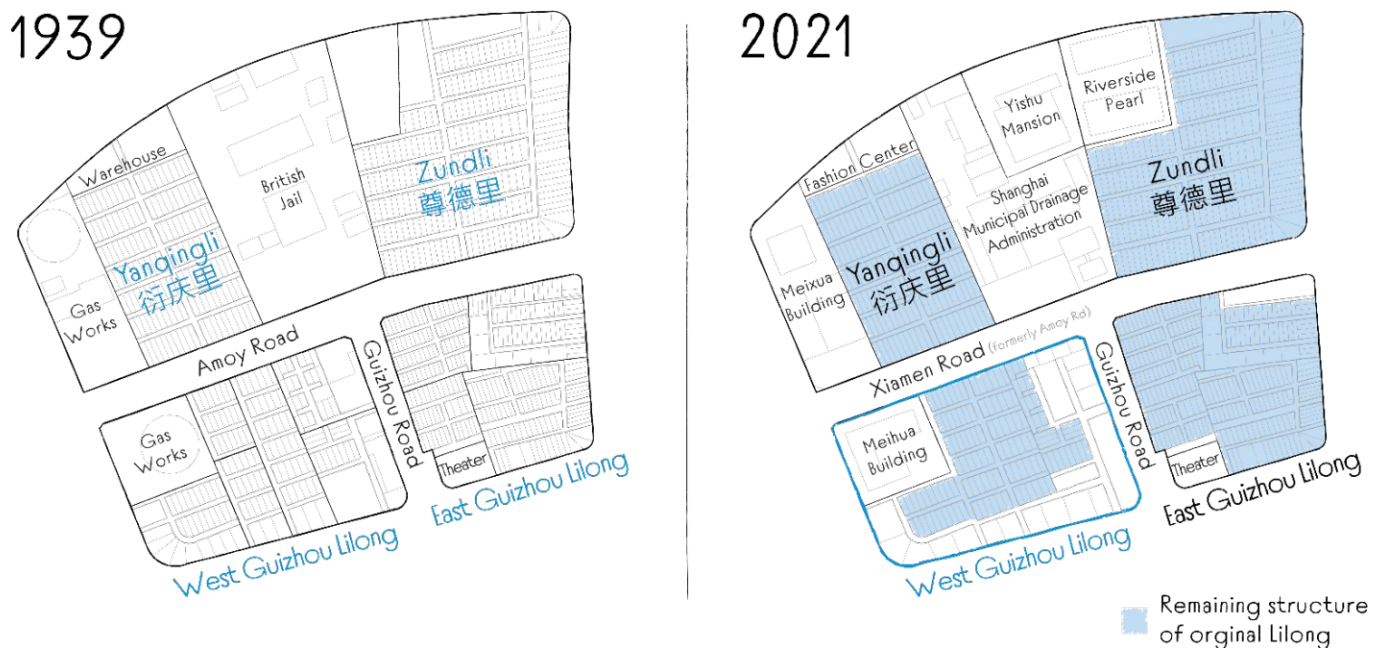 1939
Warehouse
British
Jail
Zundli
尊德里
Yanqingli
衍庆里
Gas
Works
Amoy Road
Guizhou Road
Gas
Works
Theater
East Guizhou Lilong
West Guizhou Lilong
2021
Riverside
Pearl
Yishu
Mansion
Fashion Center
Shanghai
Municipal Drainage
Administration
Zundli
尊德里
Yanqingli
衍庆里
Meixua
Building
Xiamen Road (formerly Amoy Rd)
Guizhou Road
Meihua
Building
Theater
East Guizhou Lilong
West Guizhou Lilong
Remaining structure
of orginal Lilong